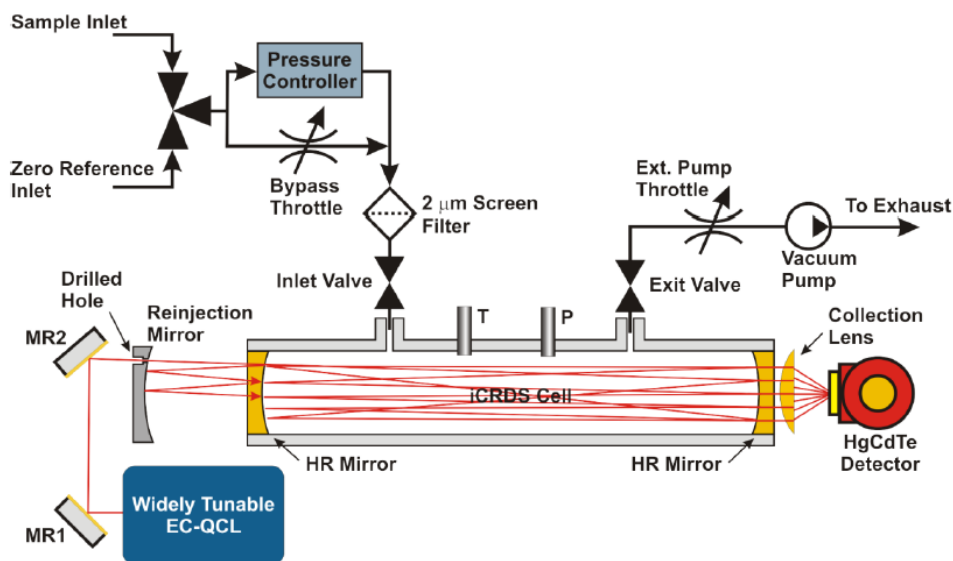 Sample Inlet
Pressure
Controller
Zero Reference
Inlet
Bypass
Throttle
2 μm Screen
Filter
Ext. Pump
Throttle
To Exhaust
Vacuum
Pump
Inlet Valve
Exit Valve
Drilled
Hole
Reinjection
Mirror
MR2
T
P
Collection
Lens
iCRDS Cell
HR Mirror
HR Mirror
HgCdTe
Detector
MR1
Widely Tunable
EC-QCL